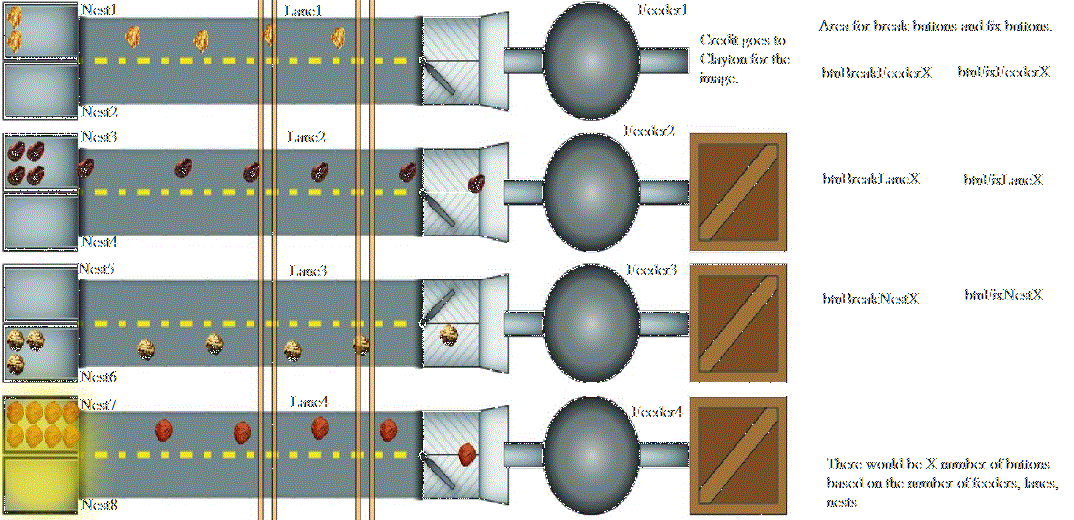 Nest1
Lane1
Feeder1
Area for break buttons and fix buttons.
Credit goes to
Clayton for the
image.
btnBreakFeederX
btnFixFeederX
Nest2
Nest3
Lane2
Feeder2
btnBreakLaneX
btnFixLaneX
Nest4
Nest5
Lane3
Feeder3
btnBreakNestX
btnFixNestX
Nest6
Nest7
Lane4
Feeder4
There would be X number of buttons
based on the number of feeders, lanes,
nests
Nest8